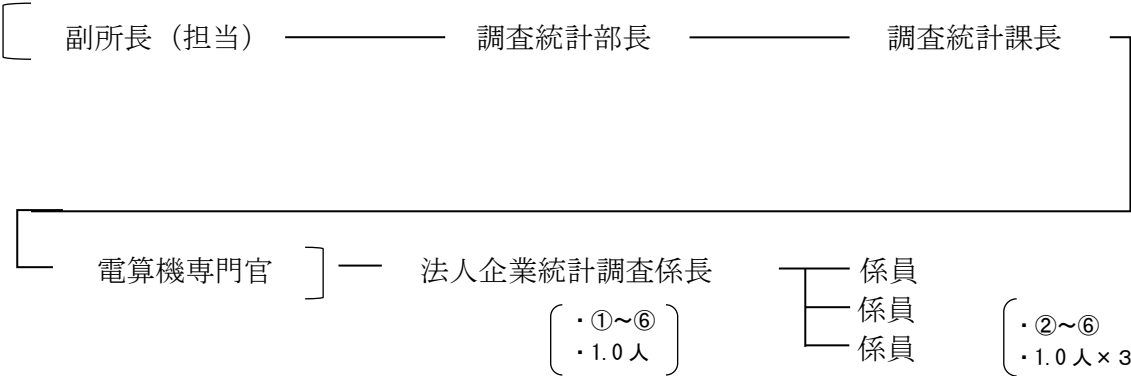 副所長（担当） 調査統計部長 調査統計課長
電算機専門官 法人企業統計調査係長 係員
係員
係員
・①～⑥
・1.0人
・②～⑥
・1.0人×3